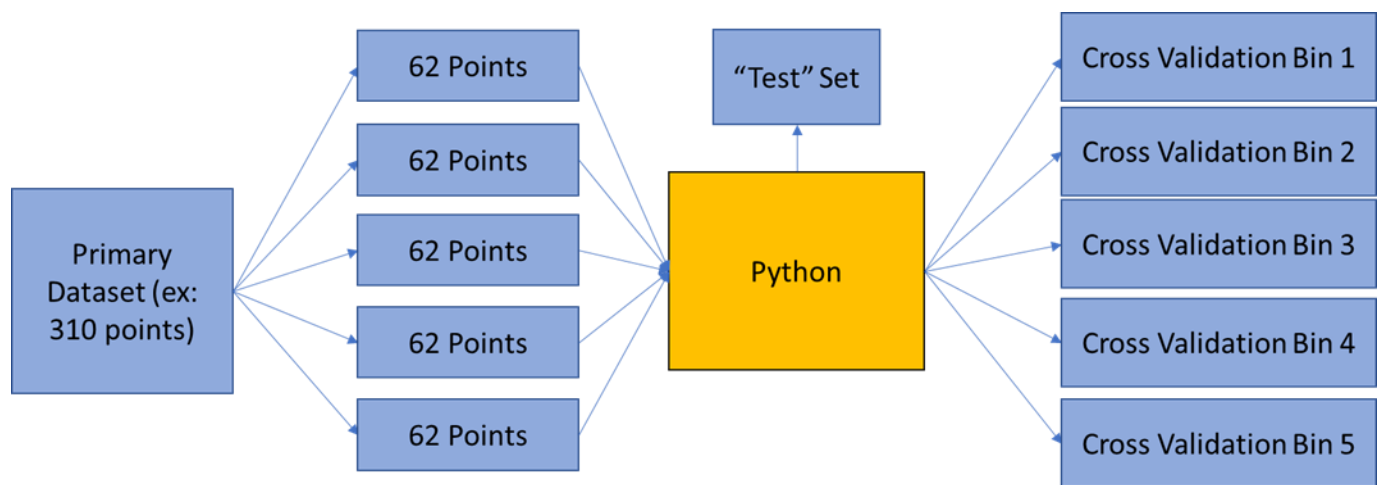 Primary
Dataset (ex:
310 points)
62 Points
62 Points
62 Points
62 Points
62 Points
“Test” Set
Python
Cross Validation Bin 1
Cross Validation Bin 2
Cross Validation Bin 3
Cross Validation Bin 4
Cross Validation Bin 5